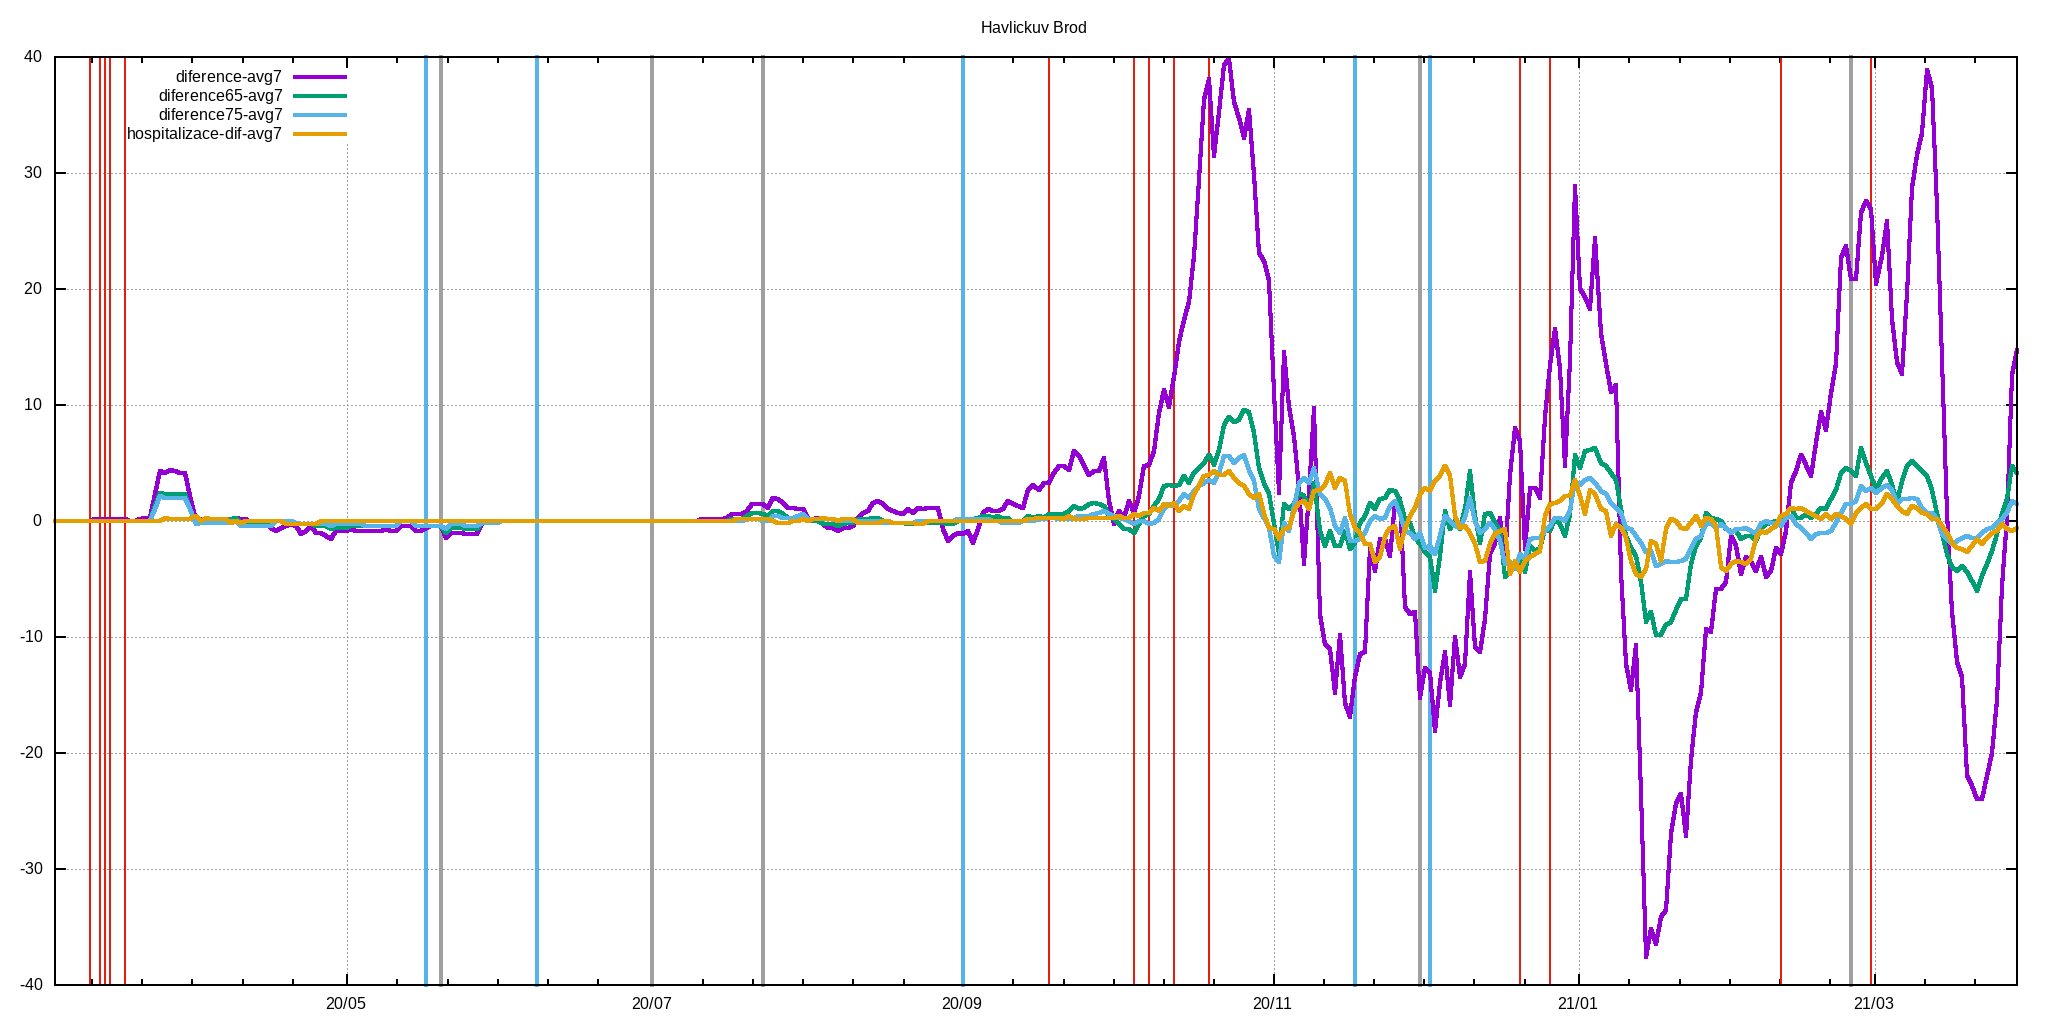 Havlickuv Brod
diference-avg7
diference65-avg7
diference75-avg7
hospitalizace-dif-avg7
40
30
20
10
0
-10
-20
-30
-40
20/05 20/07 20/09 20/11 21/01 21/03